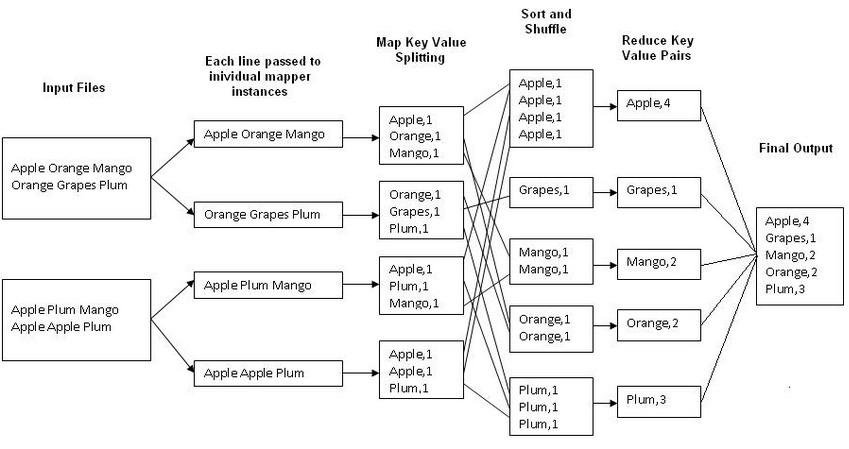 Input Files
Apple Orange Mango
Orange Grapes Plum
Apple Plum Mango
Apple Apple Plum
Each line passed to
inividual mapper
instances
Apple Orange Mango
Orange Grapes Plum
Apple Plum Mango
Apple Apple Plum
Map Key Value
Splitting
Apple,1
Orange,1
Mango,1
Orange,1
Grapes,1
Plum,1
Apple,1
Plum,1
Mango,1
Apple,1
Apple,1
Plum,1
Sort and
Shuffle
Apple,1
Apple,1
Apple,1
Apple,1
Grapes,1
Mango,1
Mango,1
Orange,1
Orange,1
Plum,1
Plum,1
Plum,1
Reduce Key
Value Pairs
Apple,4
Grapes,1
Mango,2
Orange,2
Plum,3
Final Output
Apple,4
Grapes,1
Mango,2
Orange,2
Plum,3